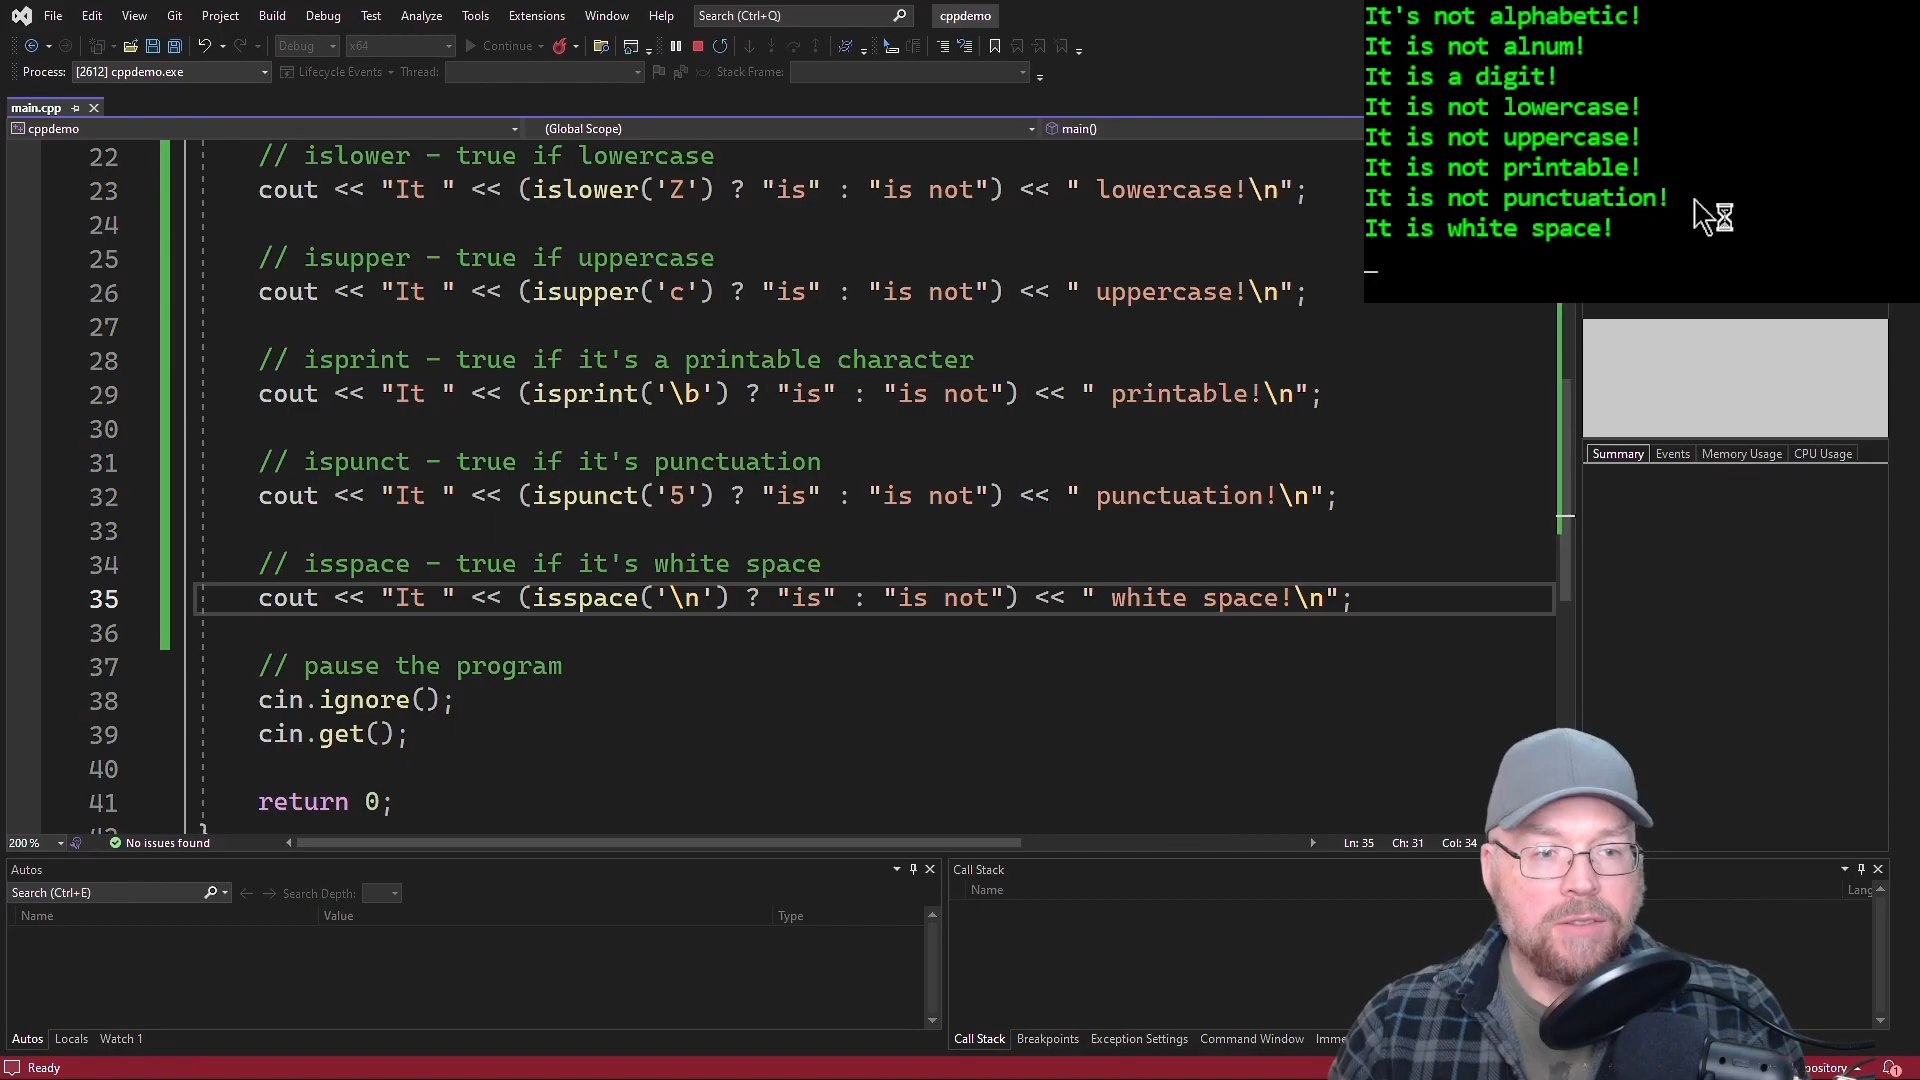 File Edit View Git Project Build Debug Test Analyze Tools Extensions Window Help Search (Ctrl+Q) cppdemo
Debug x64 Continue
Process: [2612] cppdemo.exe Lifecycle Events Thread: Stack Frame:
main.cpp
cppdemo (Global Scope) main()
22 // islower - true if lowercase
23 cout << "It " << (islower('Z') ? "is" : "is not") << " lowercase!\n";
24
25 // isupper - true if uppercase
26 cout << "It " << (isupper('c') ? "is" : "is not") << " uppercase!\n";
27
28 // isprint - true if it's a printable character
29 cout << "It " << (isprint('\b') ? "is" : "is not") << " printable!\n";
30
31 // ispunct - true if it's punctuation
32 cout << "It " << (ispunct('5') ? "is" : "is not") << " punctuation!\n";
33
34 // isspace - true if it's white space
35 cout << "It " << (isspace('\n') ? "is" : "is not") << " white space!\n";
36
37 // pause the program
38 cin.ignore();
39 cin.get();
40
41 return 0;
}
200 % No issues found Ln: 35 Ch: 31 Col: 34
It's not alphabetic!
It is not alnum!
It is a digit!
It is not lowercase!
It is not uppercase!
It is not printable!
It is not punctuation!
It is white space!
_
Summary Events Memory Usage CPU Usage
Autos
Search (Ctrl+E) Search Depth:
Name Value Type
Autos Locals Watch 1
Call Stack
Name Lang
Call Stack Breakpoints Exception Settings Command Window Imme
Ready pository 1